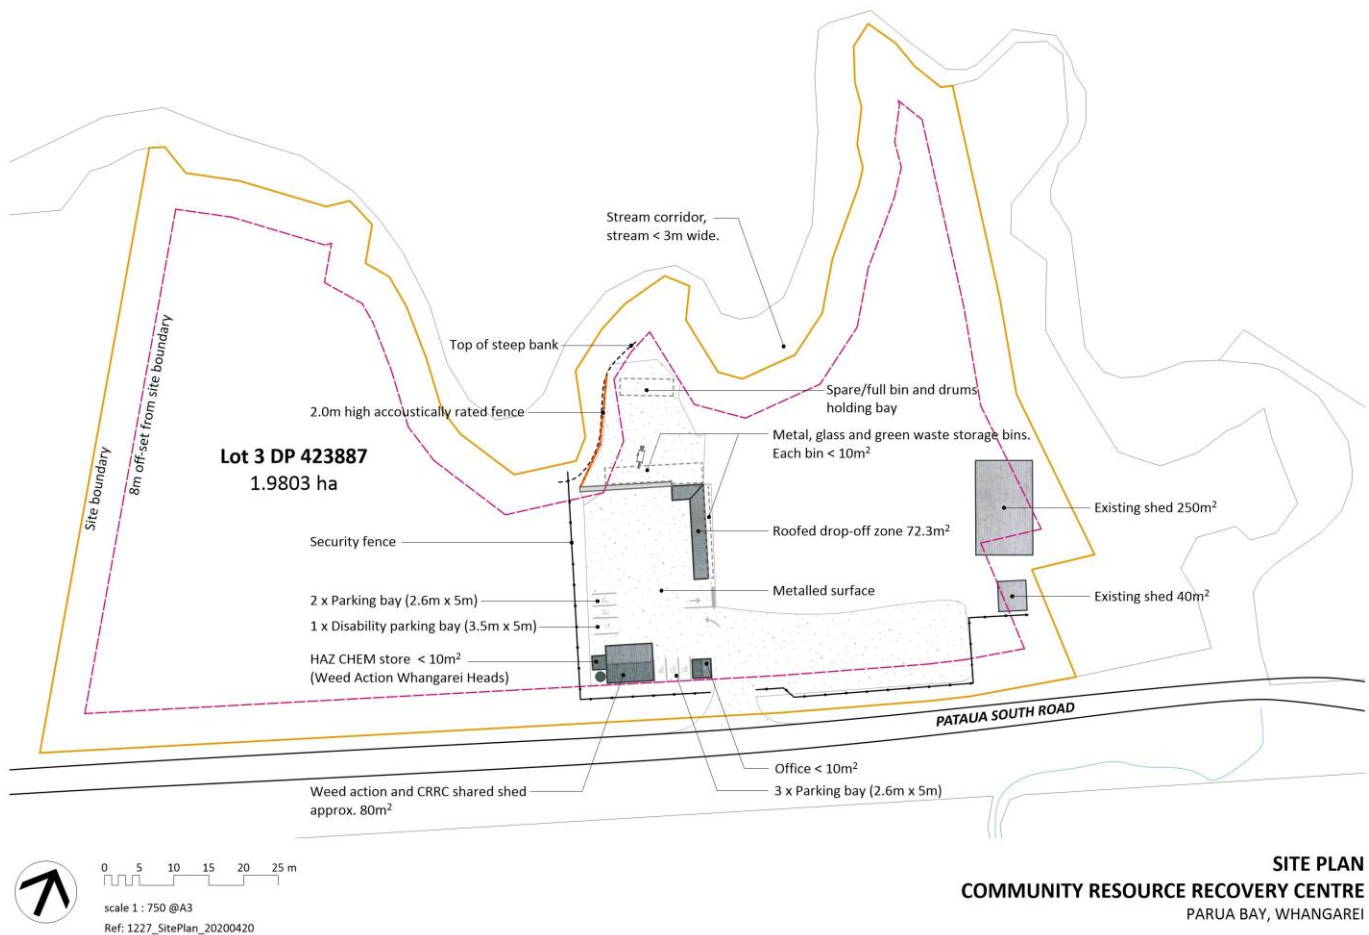 Stream corridor,
stream < 3m wide.
Top of steep bank
2.0m high accoustically rated fence
Spare/full bin and drums
holding bay
Metal, glass and green waste storage bins.
Each bin < 10m²
Site boundary
8m off-set from site boundary
Lot 3 DP 423887
1.9803 ha
Security fence
Roofed drop-off zone 72.3m²
Existing shed 250m²
Metalled surface
Existing shed 40m²
2 x Parking bay (2.6m x 5m)
1 x Disability parking bay (3.5m x 5m)
HAZ CHEM store < 10m²
(Weed Action Whangarei Heads)
PATAUA SOUTH ROAD
Office < 10m²
3 x Parking bay (2.6m x 5m)
Weed action and CRRC shared shed
approx. 80m²
0 5 10 15 20 25 m
scale 1 : 750 @A3
Ref: 1227_SitePlan_20200420
SITE PLAN
COMMUNITY RESOURCE RECOVERY CENTRE
PARUA BAY, WHANGAREI